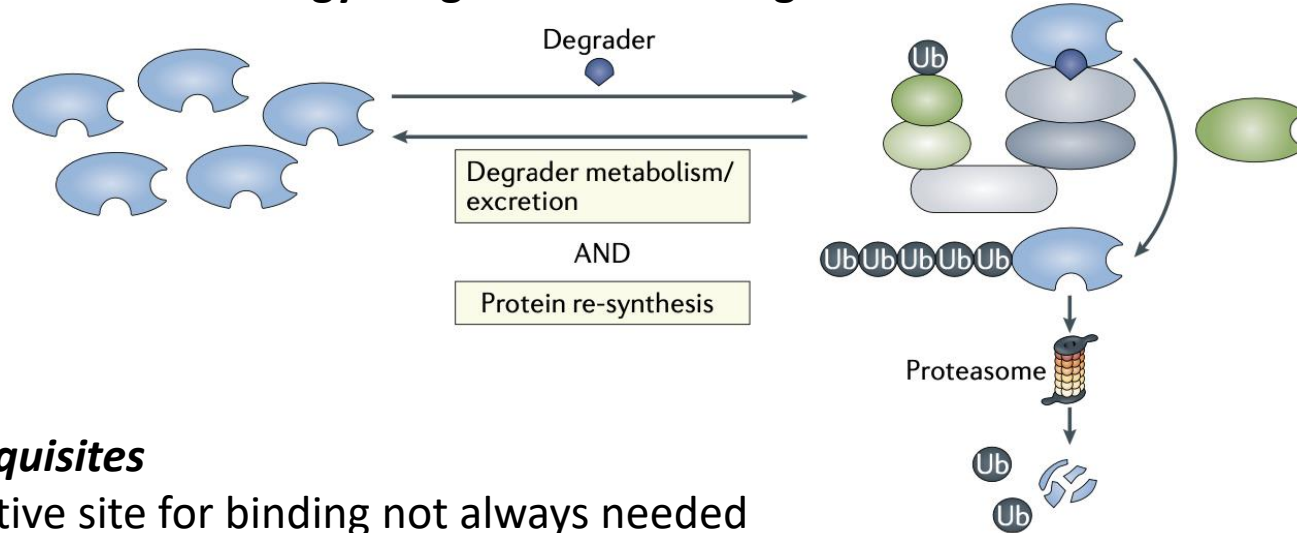 Degrader
Ub
Degrader metabolism/
excretion
AND
UbUbUbUbUb
Protein re-synthesis
Proteasome
quisites
Ub
tive site for binding not always needed
Ub